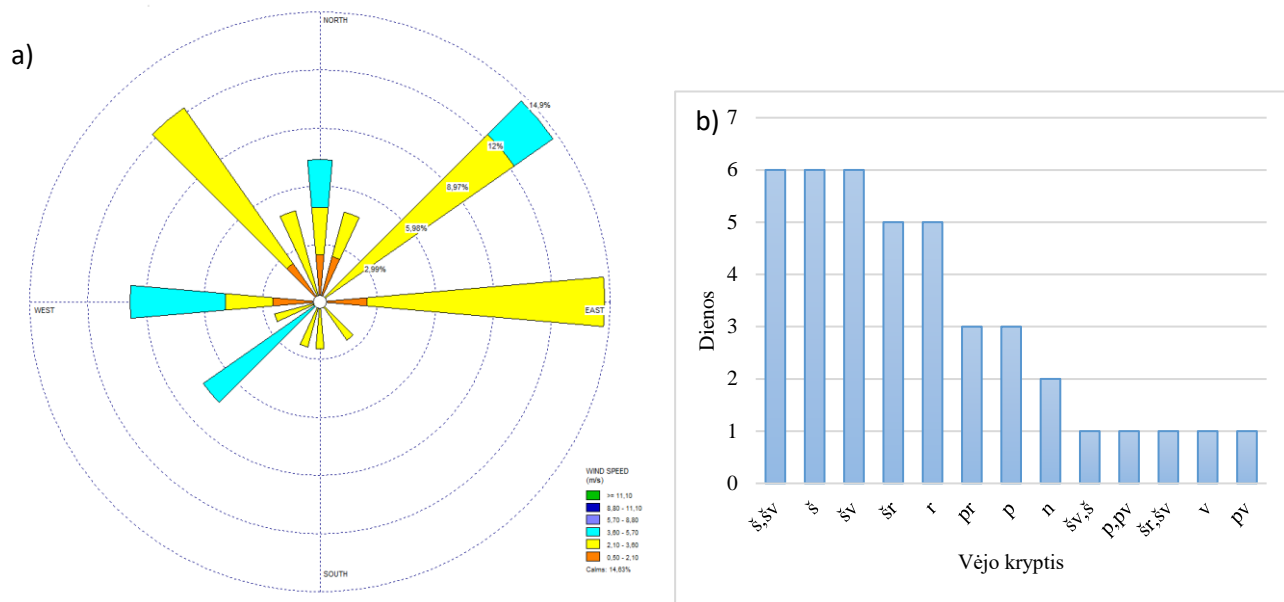 a)
NORTH
14,9%
12%
8,97%
5,98%
2,99%
WEST
EAST
SOUTH
WIND SPEED
(m/s)
>= 11,10
8,80 - 11,10
5,70 - 8,80
3,60 - 5,70
2,10 - 3,60
0,50 - 2,10
Calms: 14,63%
b)
7
6
5
4
3
2
1
0
Dienos
š,šv
š
šv
šr
r
pr
p
n
šv,š
p,pv
šr,šv
v
pv
Vėjo kryptis